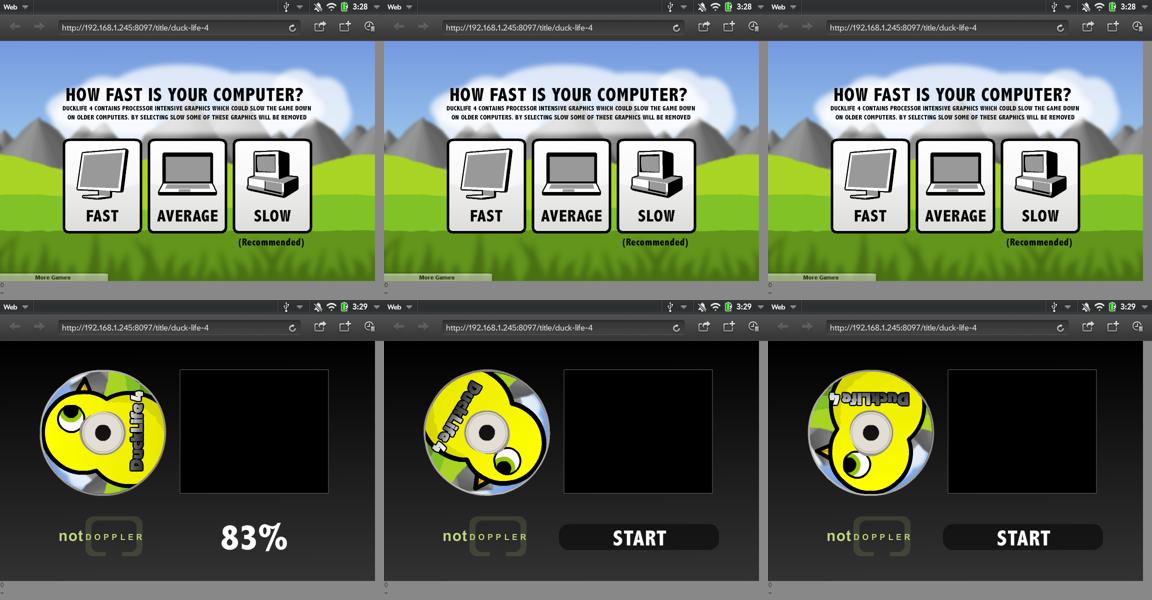 Web 3:28
http://192.168.1.245:8097/title/duck-life-4
HOW FAST IS YOUR COMPUTER?
DUCKLIFE 4 CONTAINS PROCESSOR INTENSIVE GRAPHICS WHICH COULD SLOW THE GAME DOWN
ON OLDER COMPUTERS. BY SELECTING SLOW SOME OF THESE GRAPHICS WILL BE REMOVED
FAST AVERAGE SLOW
(Recommended)
More Games
0
Web 3:28
http://192.168.1.245:8097/title/duck-life-4
HOW FAST IS YOUR COMPUTER?
DUCKLIFE 4 CONTAINS PROCESSOR INTENSIVE GRAPHICS WHICH COULD SLOW THE GAME DOWN
ON OLDER COMPUTERS. BY SELECTING SLOW SOME OF THESE GRAPHICS WILL BE REMOVED
FAST AVERAGE SLOW
(Recommended)
More Games
0
Web 3:28
http://192.168.1.245:8097/title/duck-life-4
HOW FAST IS YOUR COMPUTER?
DUCKLIFE 4 CONTAINS PROCESSOR INTENSIVE GRAPHICS WHICH COULD SLOW THE GAME DOWN
ON OLDER COMPUTERS. BY SELECTING SLOW SOME OF THESE GRAPHICS WILL BE REMOVED
FAST AVERAGE SLOW
(Recommended)
More Games
0
Web 3:29
http://192.168.1.245:8097/title/duck-life-4
DuckLife 4
notDOPPLER 83%
0
Web 3:29
http://192.168.1.245:8097/title/duck-life-4
DuckLife 4
notDOPPLER START
0
Web 3:29
http://192.168.1.245:8097/title/duck-life-4
DuckLife 4
notDOPPLER START
0